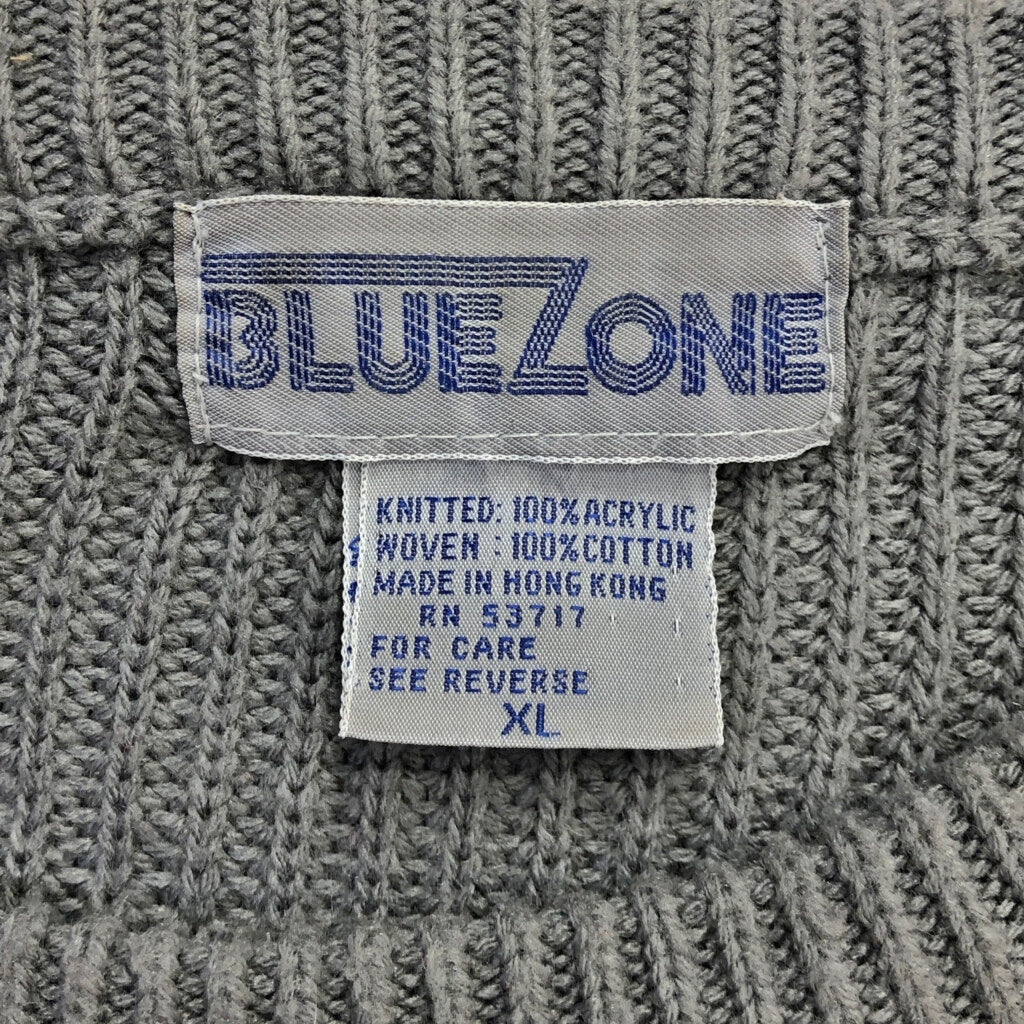 BLUEZONE
KNITTED: 100% ACRYLIC
WOVEN : 100% COTTON
MADE IN HONG KONG
RN 53717
FOR CARE
SEE REVERSE
XL